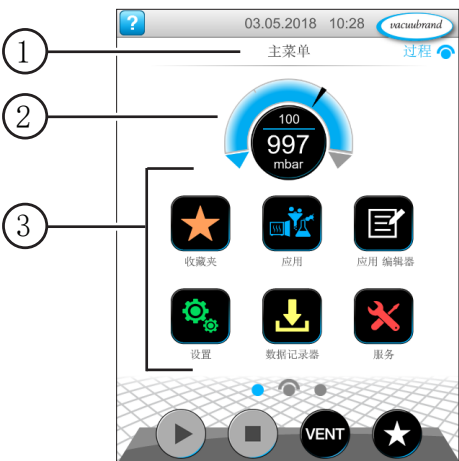 ? 03.05.2018 10:28 vacuubrand
① 主菜单 过程
②
100
997
mbar
③
收藏夹 应用 应用 编辑器
设置 数据记录器 服务
VENT